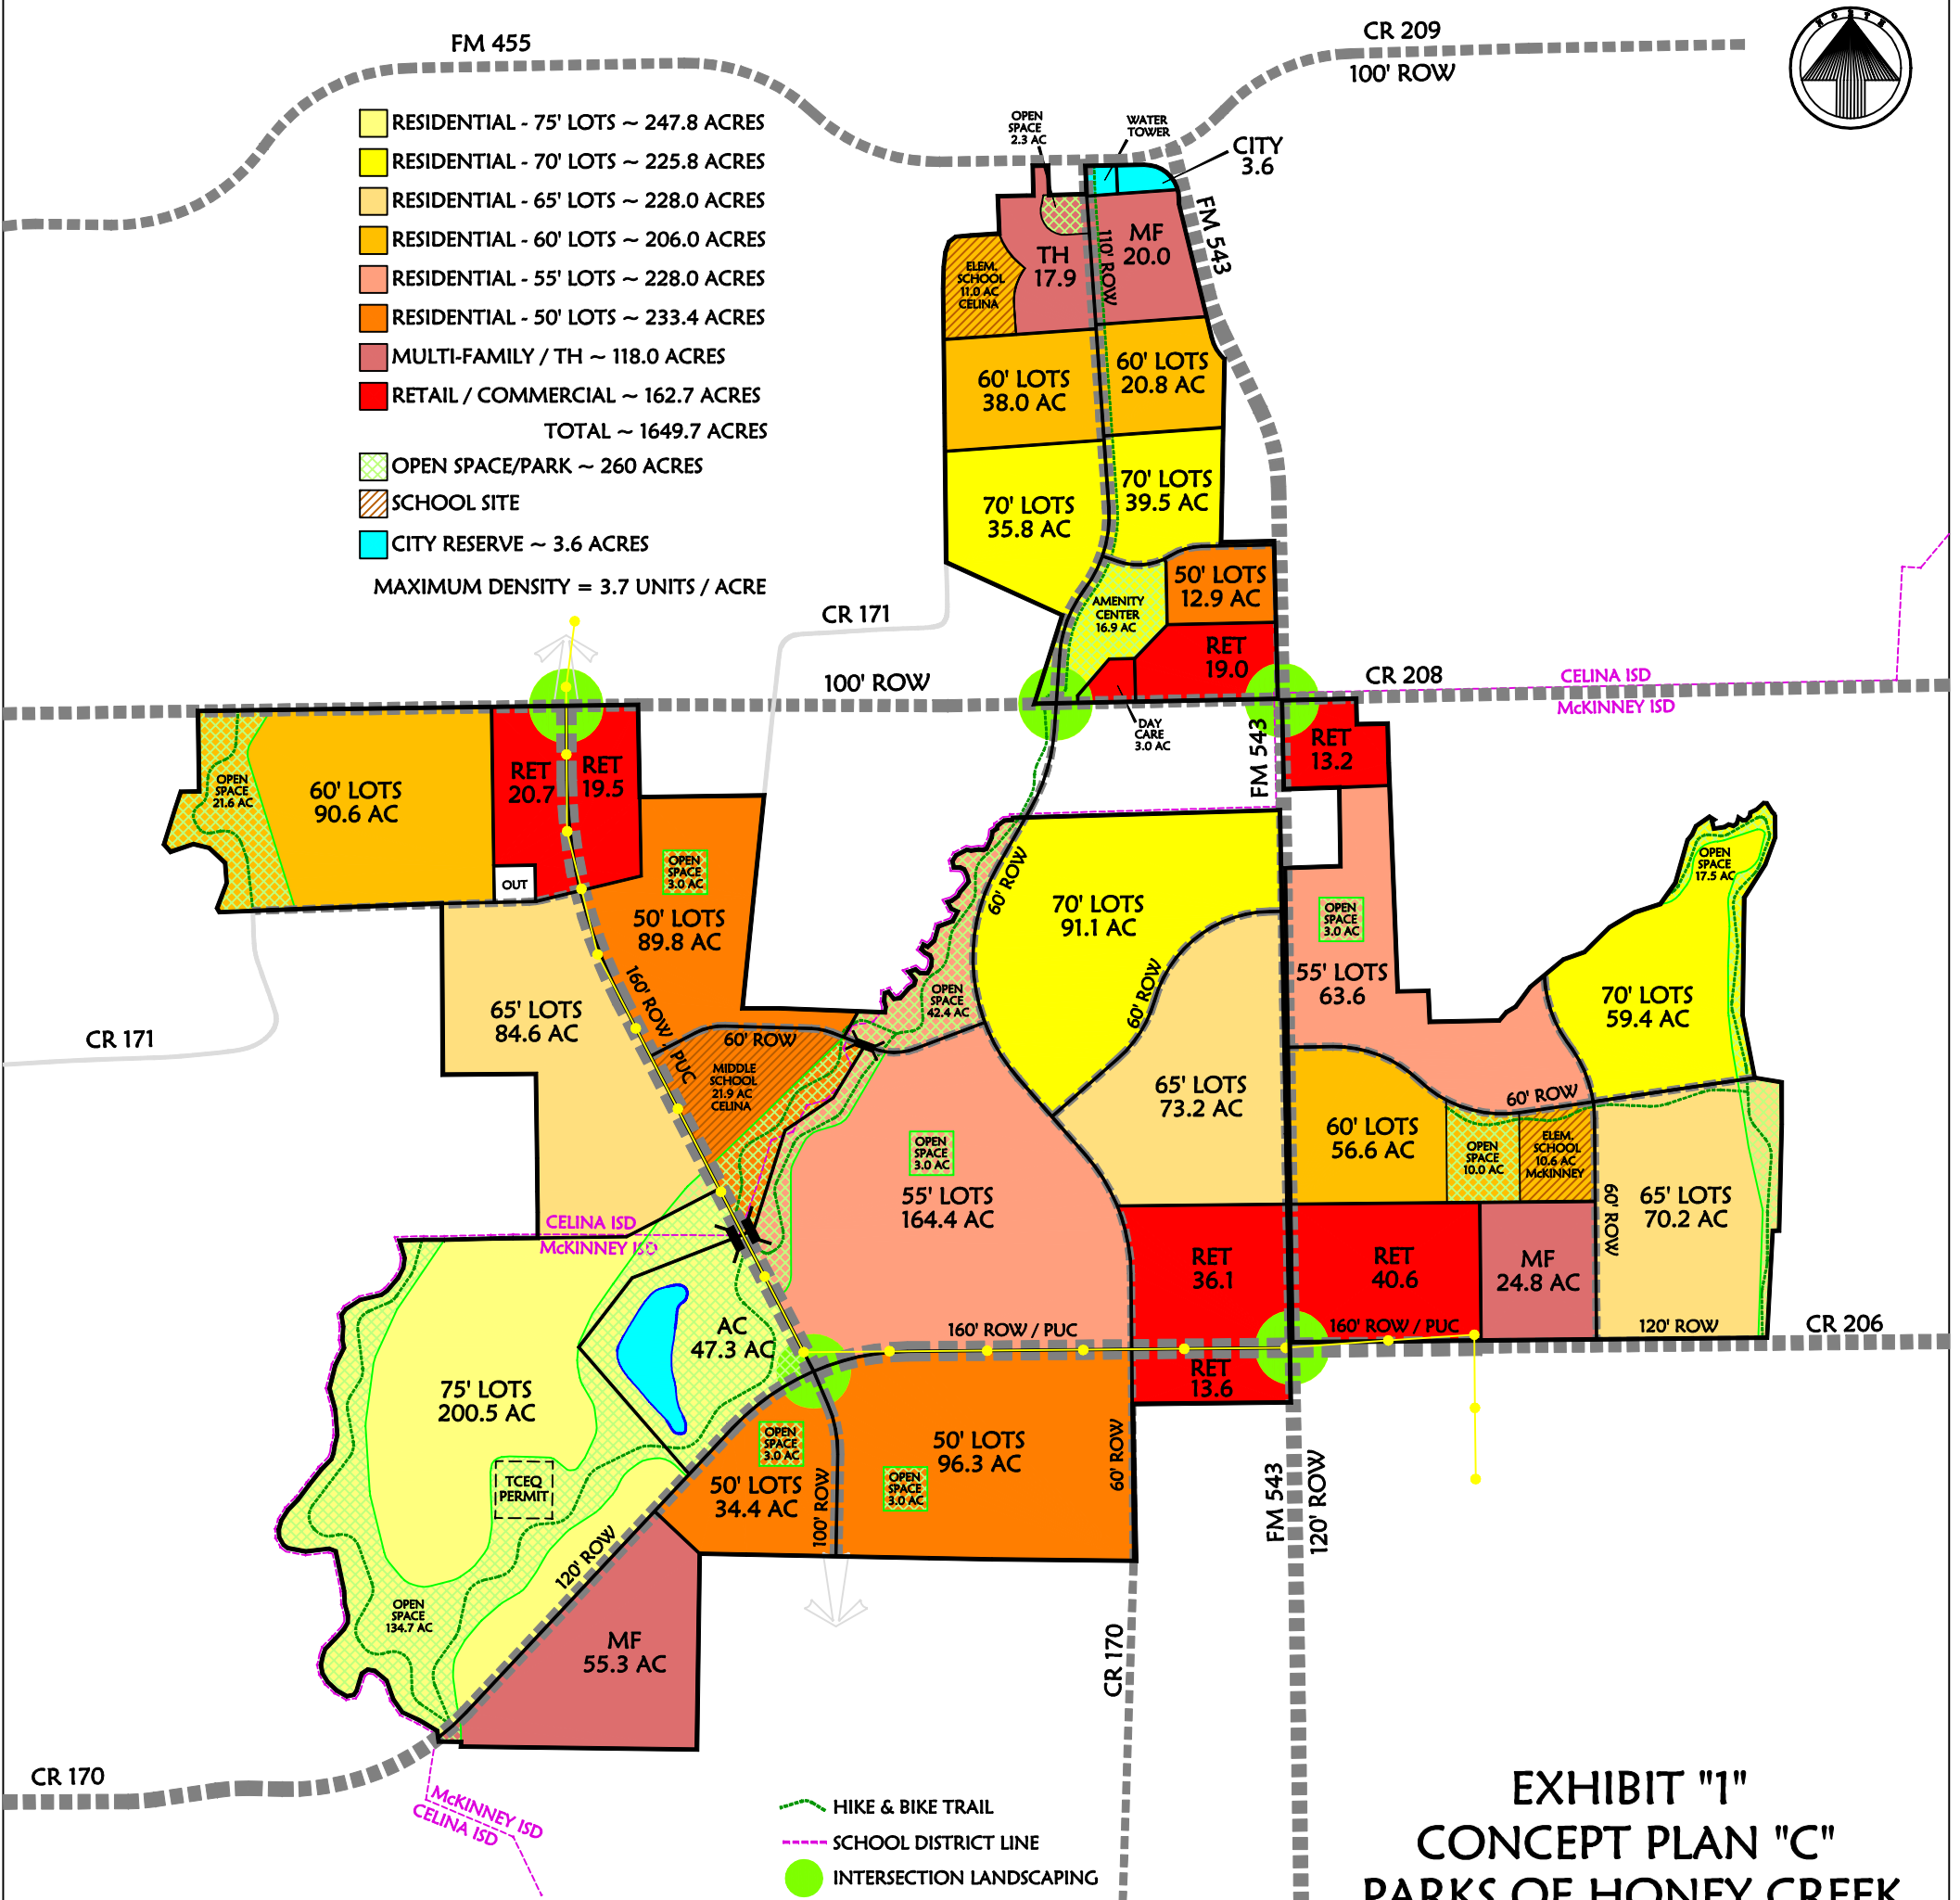 FM 455
CR 209
100' ROW
NORTH
RESIDENTIAL - 75' LOTS ~ 247.8 ACRES
RESIDENTIAL - 70' LOTS ~ 225.8 ACRES
RESIDENTIAL - 65' LOTS ~ 228.0 ACRES
RESIDENTIAL - 60' LOTS ~ 206.0 ACRES
RESIDENTIAL - 55' LOTS ~ 228.0 ACRES
RESIDENTIAL - 50' LOTS ~ 233.4 ACRES
MULTI-FAMILY / TH ~ 118.0 ACRES
RETAIL / COMMERCIAL ~ 162.7 ACRES
TOTAL ~ 1649.7 ACRES
OPEN SPACE/PARK ~ 260 ACRES
SCHOOL SITE
CITY RESERVE ~ 3.6 ACRES
MAXIMUM DENSITY = 3.7 UNITS / ACRE
OPEN
SPACE
2.3 AC
WATER
TOWER
CITY
3.6
FM 543
TH
17.9
110' ROW
MF
20.0
ELEM.
SCHOOL
11.0 AC
CELINA
60' LOTS
38.0 AC
60' LOTS
20.8 AC
70' LOTS
35.8 AC
70' LOTS
39.5 AC
50' LOTS
12.9 AC
AMENITY
CENTER
16.9 AC
RET
19.0
DAY
CARE
3.0 AC
CR 171
100' ROW
CR 208
CELINA ISD
McKINNEY ISD
FM 543
RET
13.2
OPEN
SPACE
21.6 AC
60' LOTS
90.6 AC
RET
20.7
RET
19.5
OUT
OPEN
SPACE
3.0 AC
50' LOTS
89.8 AC
160' ROW / PUC
65' LOTS
84.6 AC
CR 171
60' ROW
MIDDLE
SCHOOL
21.9 AC
CELINA
60' ROW
OPEN
SPACE
42.4 AC
70' LOTS
91.1 AC
60' ROW
65' LOTS
73.2 AC
OPEN
SPACE
3.0 AC
55' LOTS
63.6
OPEN
SPACE
17.5 AC
70' LOTS
59.4 AC
60' ROW
60' LOTS
56.6 AC
OPEN
SPACE
10.0 AC
ELEM.
SCHOOL
10.6 AC
McKINNEY
60' ROW
65' LOTS
70.2 AC
OPEN
SPACE
3.0 AC
55' LOTS
164.4 AC
CELINA ISD
McKINNEY ISD
RET
36.1
RET
40.6
MF
24.8 AC
160' ROW / PUC
160' ROW / PUC
120' ROW
CR 206
AC
47.3 AC
RET
13.6
75' LOTS
200.5 AC
TCEQ
PERMIT
OPEN
SPACE
3.0 AC
50' LOTS
34.4 AC
100' ROW
OPEN
SPACE
3.0 AC
50' LOTS
96.3 AC
60' ROW
FM 543
120' ROW
120' ROW
OPEN
SPACE
134.7 AC
MF
55.3 AC
CR 170
CR 170
McKINNEY ISD
CELINA ISD
HIKE & BIKE TRAIL
SCHOOL DISTRICT LINE
INTERSECTION LANDSCAPING
EXHIBIT "1"
CONCEPT PLAN "C"
PARKS OF HONEY CREEK